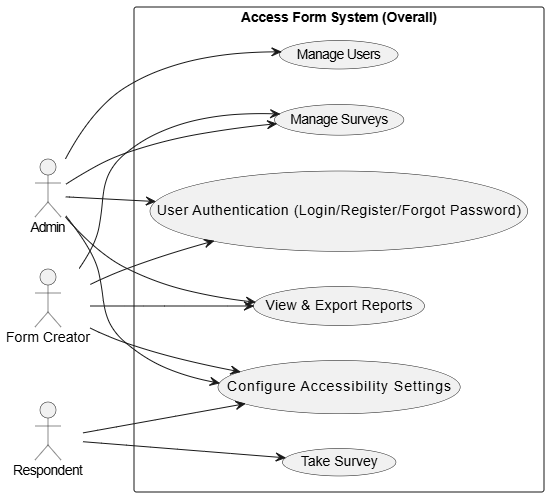 Access Form System (Overall)
Manage Users
Manage Surveys
User Authentication (Login/Register/Forgot Password)
Admin
View & Export Reports
Form Creator
Configure Accessibility Settings
Take Survey
Respondent